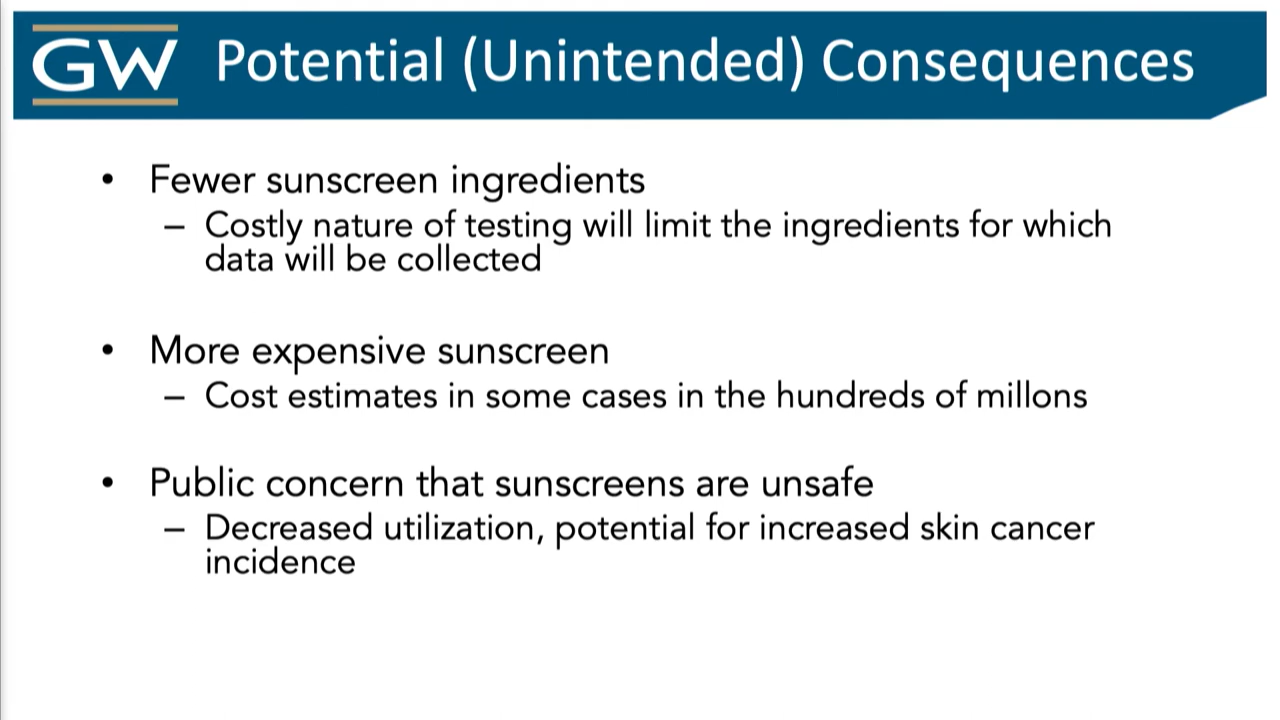 GW
Potential (Unintended) Consequences
• Fewer sunscreen ingredients
– Costly nature of testing will limit the ingredients for which
data will be collected
• More expensive sunscreen
– Cost estimates in some cases in the hundreds of millons
• Public concern that sunscreens are unsafe
– Decreased utilization, potential for increased skin cancer
incidence